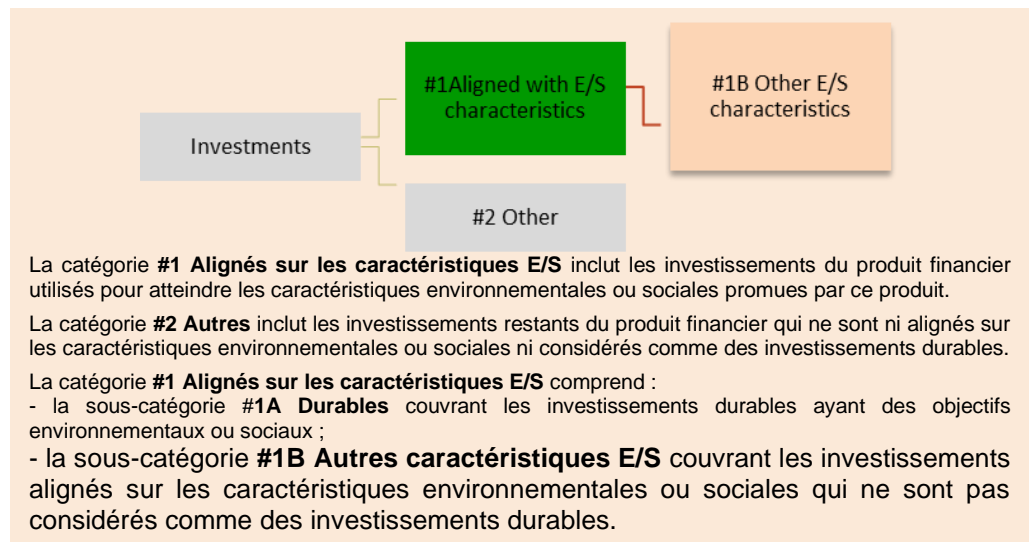 #1Aligned with E/S
characteristics
#1B Other E/S
characteristics
Investments
#2 Other
La catégorie #1 Alignés sur les caractéristiques E/S inclut les investissements du produit financier
utilisés pour atteindre les caractéristiques environnementales ou sociales promues par ce produit.
La catégorie #2 Autres inclut les investissements restants du produit financier qui ne sont ni alignés sur
les caractéristiques environnementales ou sociales ni considérés comme des investissements durables.
La catégorie #1 Alignés sur les caractéristiques E/S comprend :
- la sous-catégorie #1A Durables couvrant les investissements durables ayant des objectifs
environnementaux ou sociaux ;
- la sous-catégorie #1B Autres caractéristiques E/S couvrant les investissements
alignés sur les caractéristiques environnementales ou sociales qui ne sont pas
considérés comme des investissements durables.